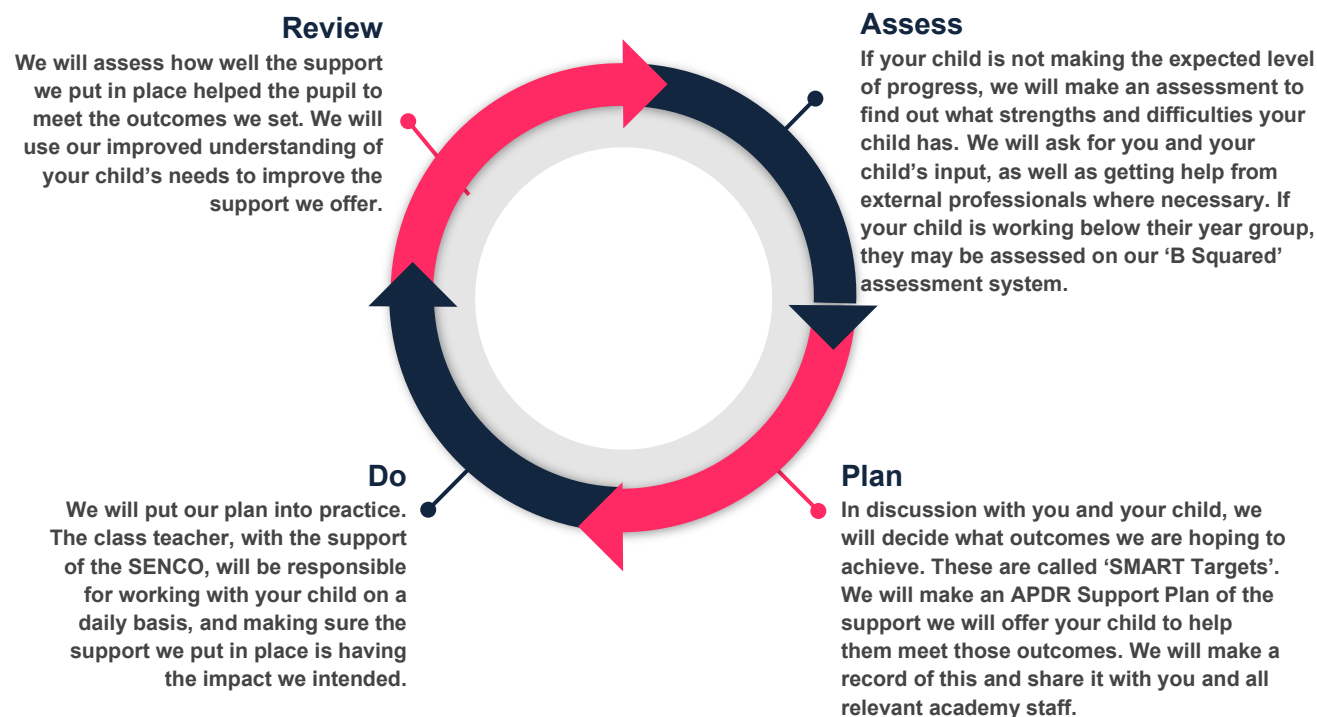 Review
We will assess how well the support
we put in place helped the pupil to
meet the outcomes we set. We will
use our improved understanding of
your child’s needs to improve the
support we offer.
Assess
If your child is not making the expected level
of progress, we will make an assessment to
find out what strengths and difficulties your
child has. We will ask for you and your
child’s input, as well as getting help from
external professionals where necessary. If
your child is working below their year group,
they may be assessed on our ‘B Squared’
assessment system.
Do
We will put our plan into practice.
The class teacher, with the support
of the SENCO, will be responsible
for working with your child on a
daily basis, and making sure the
support we put in place is having
the impact we intended.
Plan
In discussion with you and your child, we
will decide what outcomes we are hoping to
achieve. These are called ‘SMART Targets’.
We will make an APDR Support Plan of the
support we will offer your child to help
them meet those outcomes. We will make a
record of this and share it with you and all
relevant academy staff.